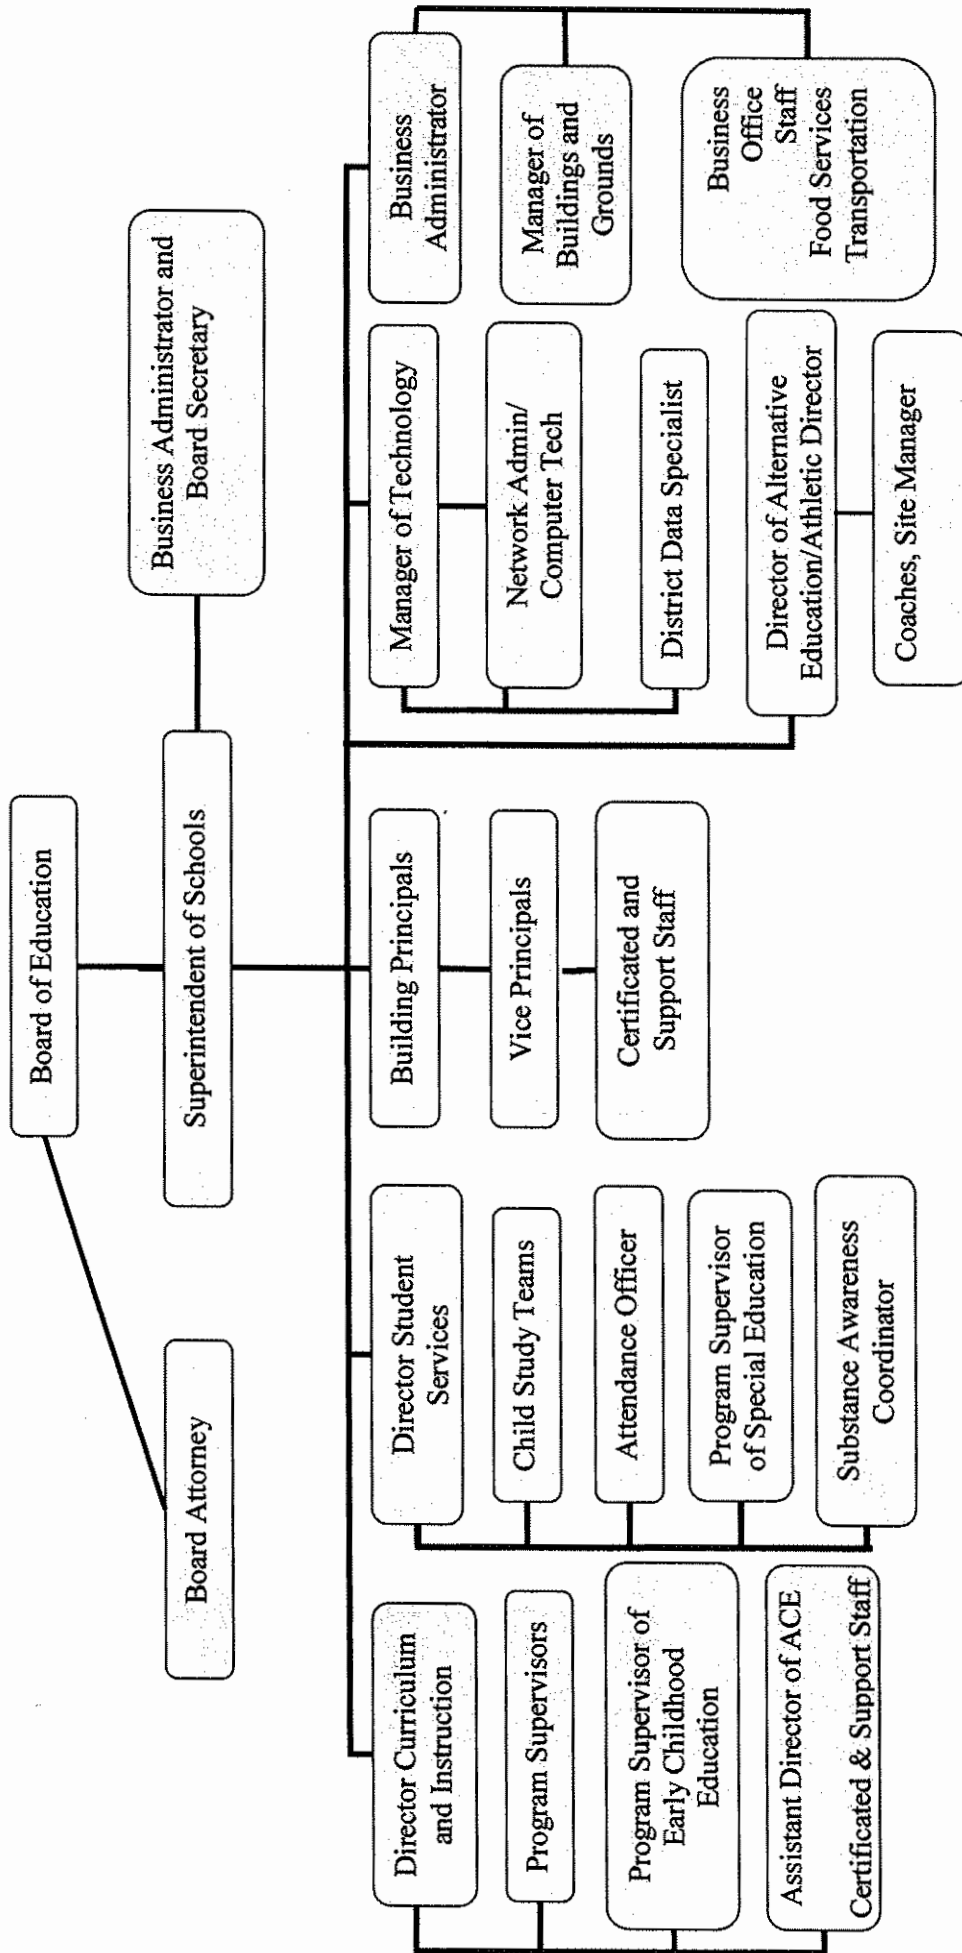 Board of Education
Board Attorney
Superintendent of Schools
Business Administrator and
Board Secretary
Director Curriculum
and Instruction
Program Supervisors
Program Supervisor of
Early Childhood
Education
Assistant Director of ACE
Certificated & Support Staff
Director Student
Services
Child Study Teams
Attendance Officer
Program Supervisor
of Special Education
Substance Awareness
Coordinator
Building Principals
Vice Principals
Certificated and
Support Staff
Manager of Technology
Network Admin/
Computer Tech
District Data Specialist
Director of Alternative
Education/Athletic Director
Coaches, Site Manager
Business
Administrator
Manager of
Buildings and
Grounds
Business
Office
Staff
Food Services
Transportation